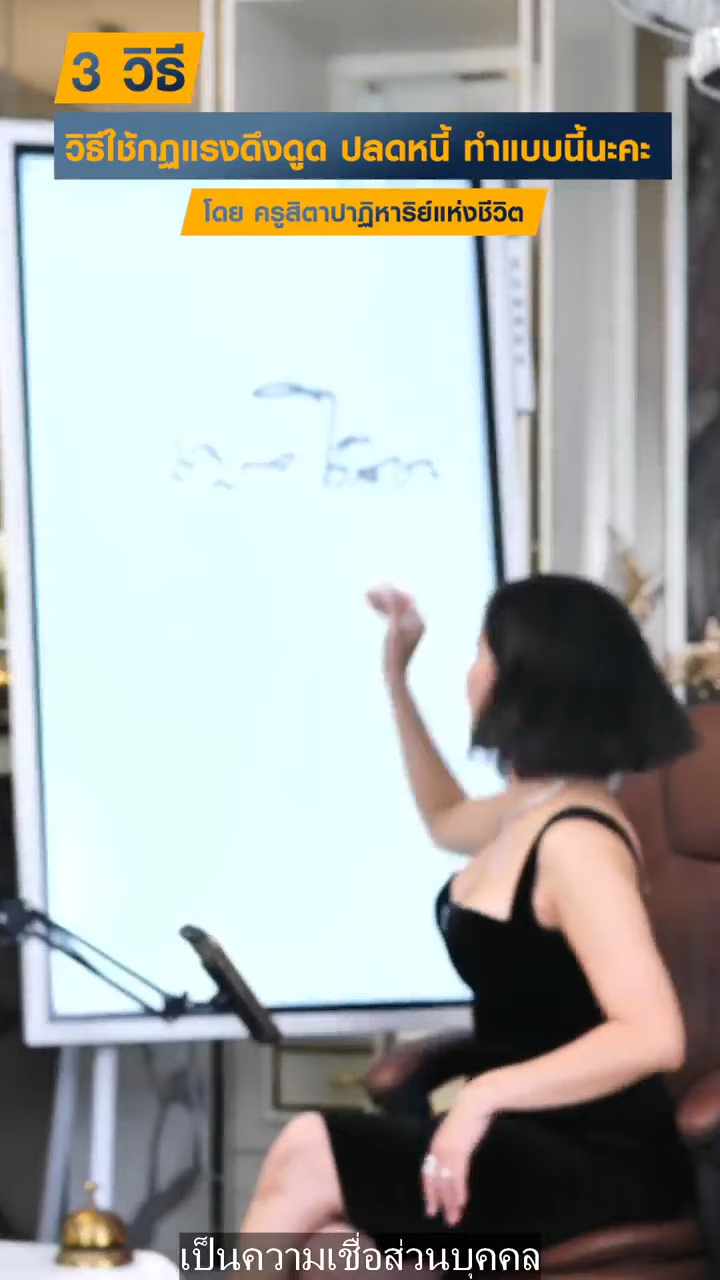 3 วิธี
วิธีใช้กฏแรงดึงดูด ปลดหนี้ ทำแบบนี้นะคะ
โดย ครูสิตาปาฏิหาริย์แห่งชีวิต
เป็นความเชื่อส่วนบุคคล